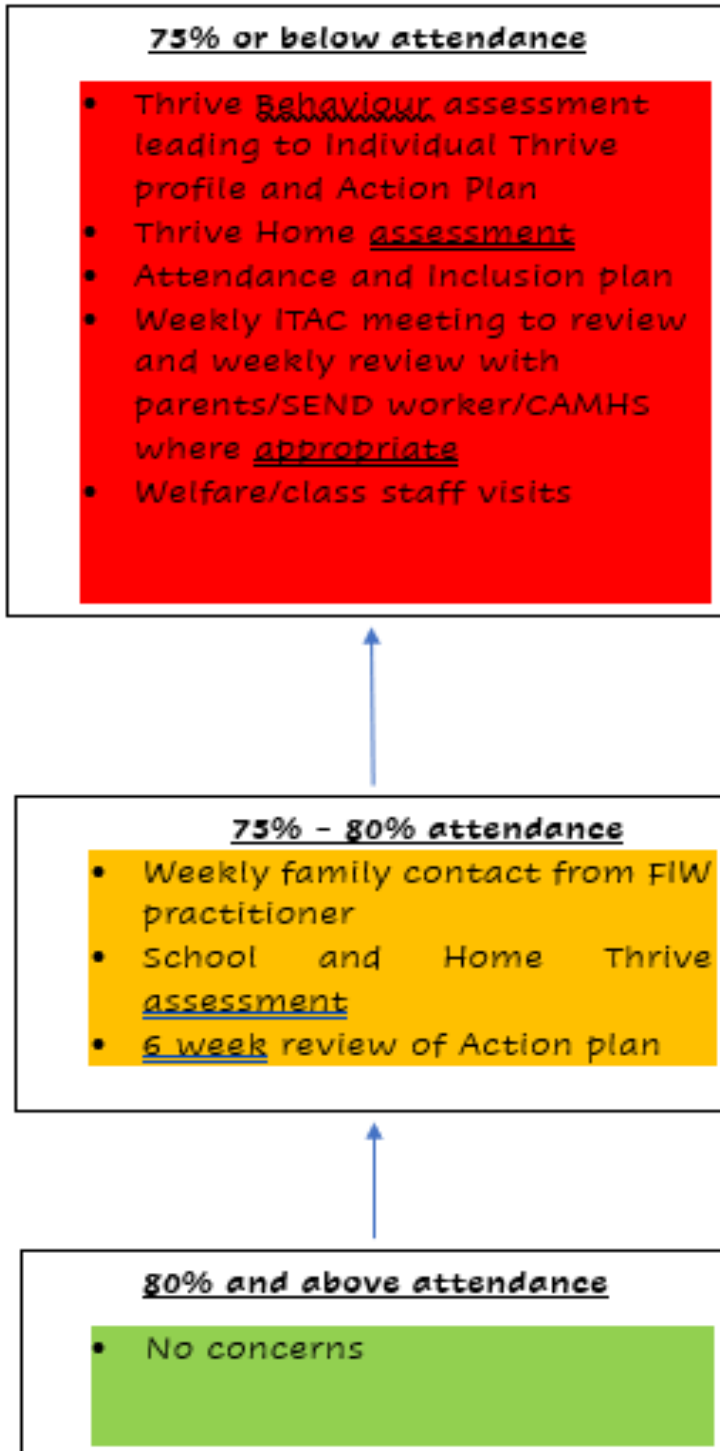 75% or below attendance
• Thrive Behaviour assessment
leading to Individual Thrive
profile and Action Plan
• Thrive Home assessment
• Attendance and Inclusion plan
• Weekly ITAC meeting to review
and weekly review with
parents/SEND worker/CAMHS
where appropriate
• Welfare/class staff visits
75% – 80% attendance
• Weekly family contact from FIW
practitioner
• School and Home Thrive
assessment
• 6 week review of Action plan
80% and above attendance
• No concerns